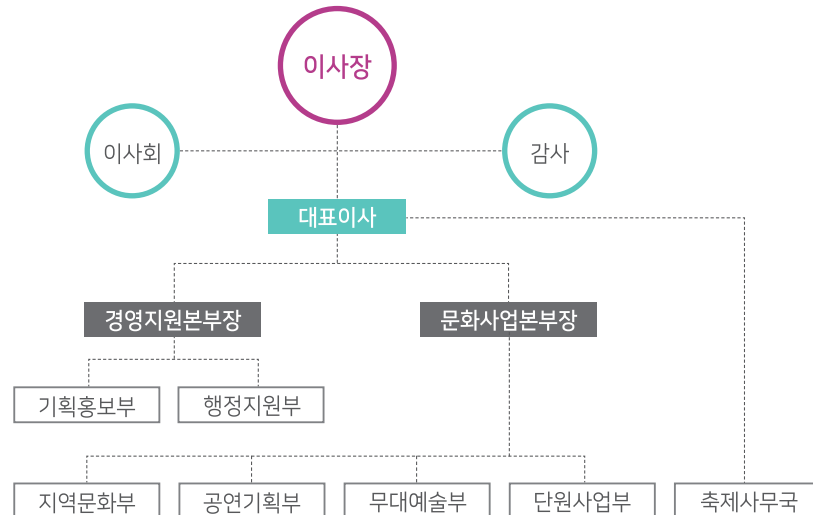 이사장
이사회
감사
대표이사
경영지원본부장
문화사업본부장
기획홍보부
행정지원부
지역문화부
공연기획부
무대예술부
단원사업부
축제사무국